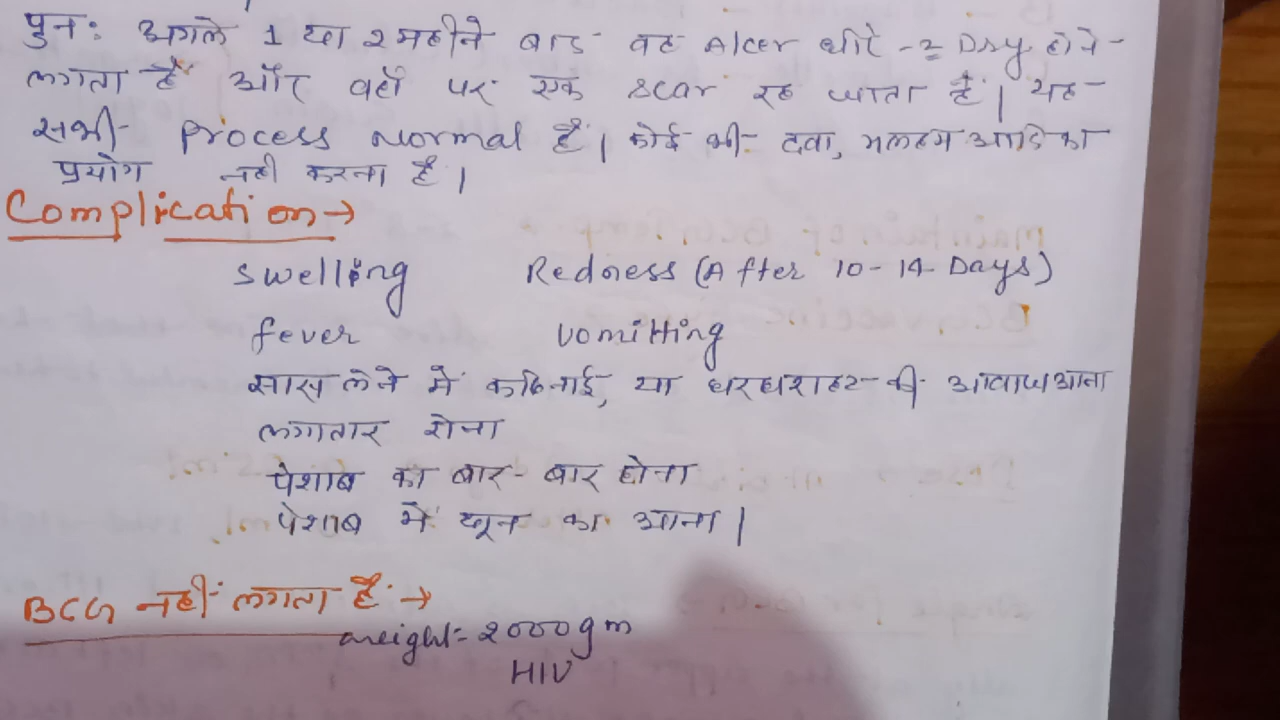 पुनः अगले 1 या 2 महीने बाद वह Alcer धीरे-2 Dry होने-
लगता है और वहाँ पर एक scar रह जाता है। यह-
सभी- Process Normal है। कोई भी- दवा, मलहम आदि का
प्रयोग नही करना है।
Complication→
swelling Redness (After 10-14 Days)
fever vomitting
सास लेने में कठिनाई, या घरघराहट-की आवाज आना
लगातार रोना
पेशाब का बार-बार होना
पेशाब में खून का आना।
BCG नही लगता है→
weight = 2000gm
HIV